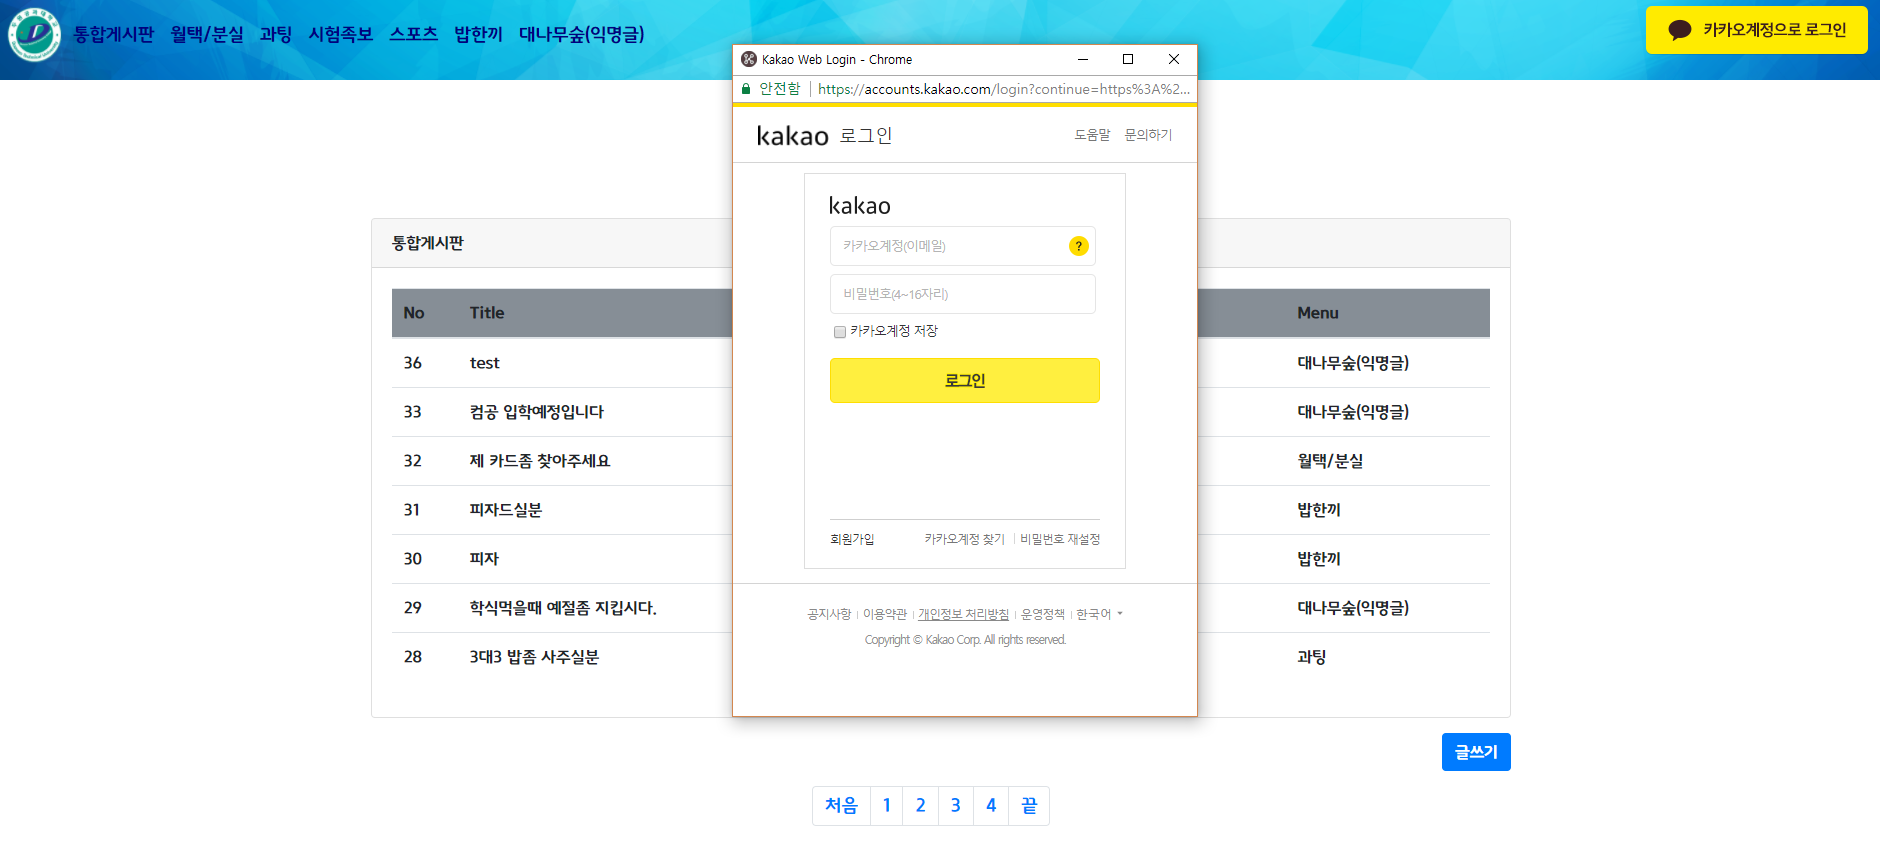 통합게시판 월택/분실 과팅 시험족보 스포츠 밥한끼 대나무숲(익명글)
카카오계정으로 로그인
Kakao Web Login - Chrome
안전함 https://accounts.kakao.com/login?continue=https%3A%2...
kakao 로그인 도움말 문의하기
kakao
카카오계정(이메일) ?
비밀번호(4~16자리)
카카오계정 저장
로그인
회원가입 카카오계정 찾기 비밀번호 재설정
공지사항 이용약관 개인정보 처리방침 운영정책 한국어
Copyright © Kakao Corp. All rights reserved.
통합게시판
No Title Menu
36 test 대나무숲(익명글)
33 컴공 입학예정입니다 대나무숲(익명글)
32 제 카드좀 찾아주세요 월택/분실
31 피자드실분 밥한끼
30 피자 밥한끼
29 학식먹을때 예절좀 지킵시다. 대나무숲(익명글)
28 3대3 밥좀 사주실분 과팅
글쓰기
처음 1 2 3 4 끝